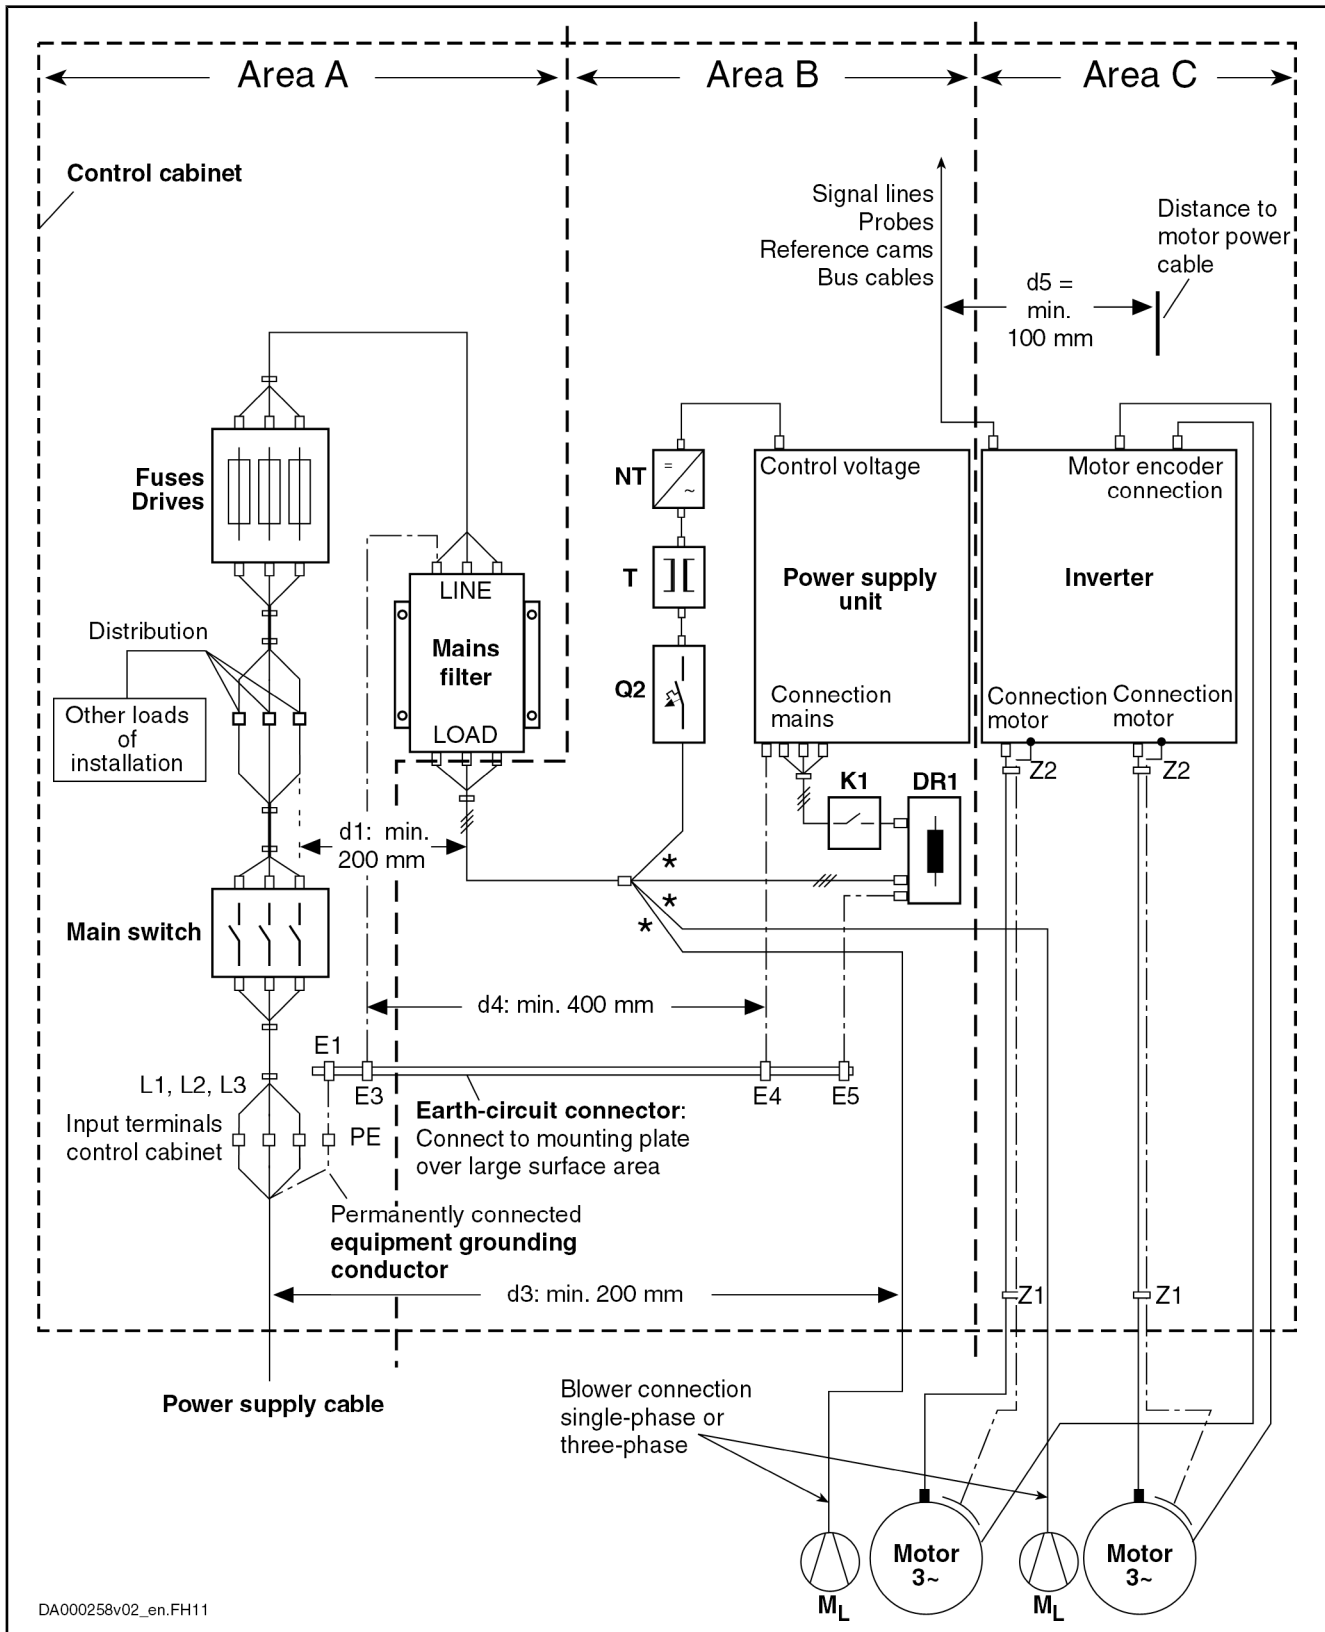 Area A
Area B
Area C
Control cabinet
Signal lines
Probes
Reference cams
Bus cables
Distance to
motor power
cable
d5 =
min.
100 mm
Fuses
Drives
NT
=
~
T
Q2
Control voltage
Power supply
unit
Connection
mains
Motor encoder
connection
Inverter
Connection
motor
Connection
motor
LINE
Mains
filter
LOAD
Distribution
Other loads
of
installation
Z2
Z2
K1
DR1
d1: min.
200 mm
*
*
*
Main switch
d4: min. 400 mm
E1
E3
E4
E5
L1, L2, L3
Input terminals
control cabinet
PE
Earth-circuit connector:
Connect to mounting plate
over large surface area
Permanently connected
equipment grounding
conductor
d3: min. 200 mm
Z1
Z1
Power supply cable
Blower connection
single-phase or
three-phase
Motor
3~
Motor
3~
ML
ML
DA000258v02_en.FH11